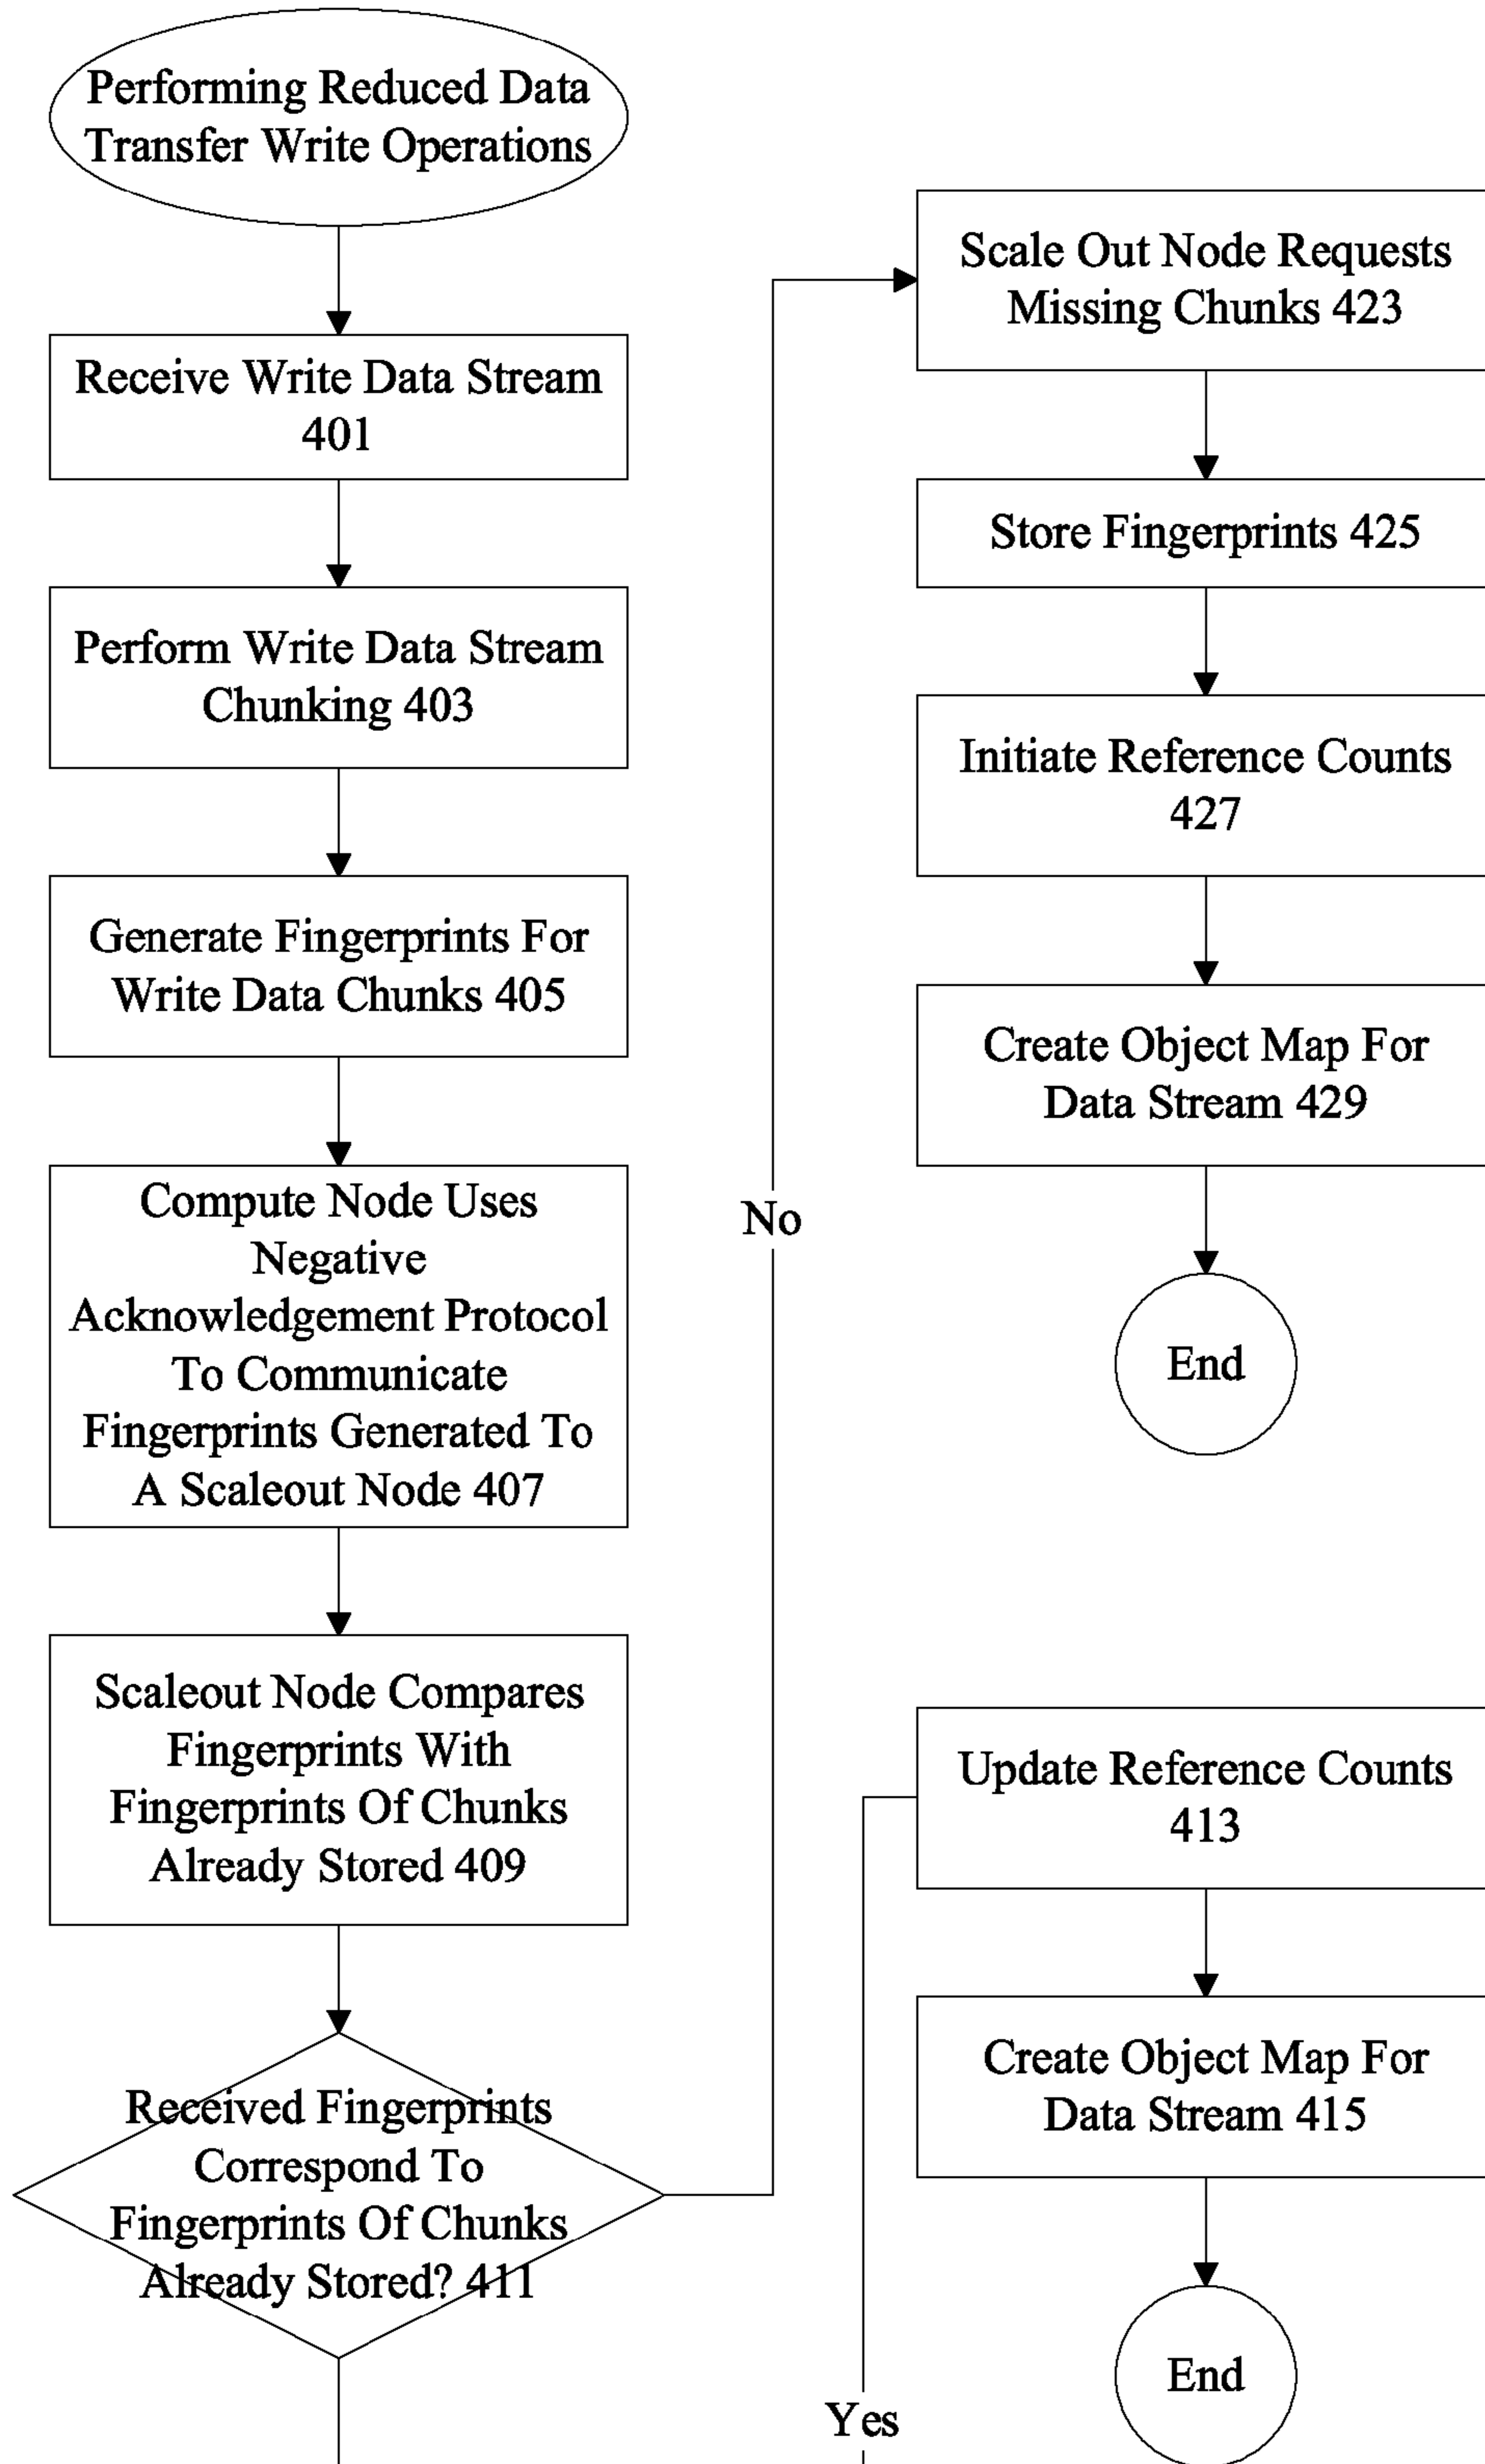 Performing Reduced Data
Transfer Write Operations
Receive Write Data Stream
401
Perform Write Data Stream
Chunking 403
Generate Fingerprints For
Write Data Chunks 405
Compute Node Uses
Negative
Acknowledgement Protocol
To Communicate
Fingerprints Generated To
A Scaleout Node 407
Scaleout Node Compares
Fingerprints With
Fingerprints Of Chunks
Already Stored 409
Received Fingerprints
Correspond To
Fingerprints Of Chunks
Already Stored? 411
No
Scale Out Node Requests
Missing Chunks 423
Store Fingerprints 425
Initiate Reference Counts
427
Create Object Map For
Data Stream 429
End
Yes
Update Reference Counts
413
Create Object Map For
Data Stream 415
End